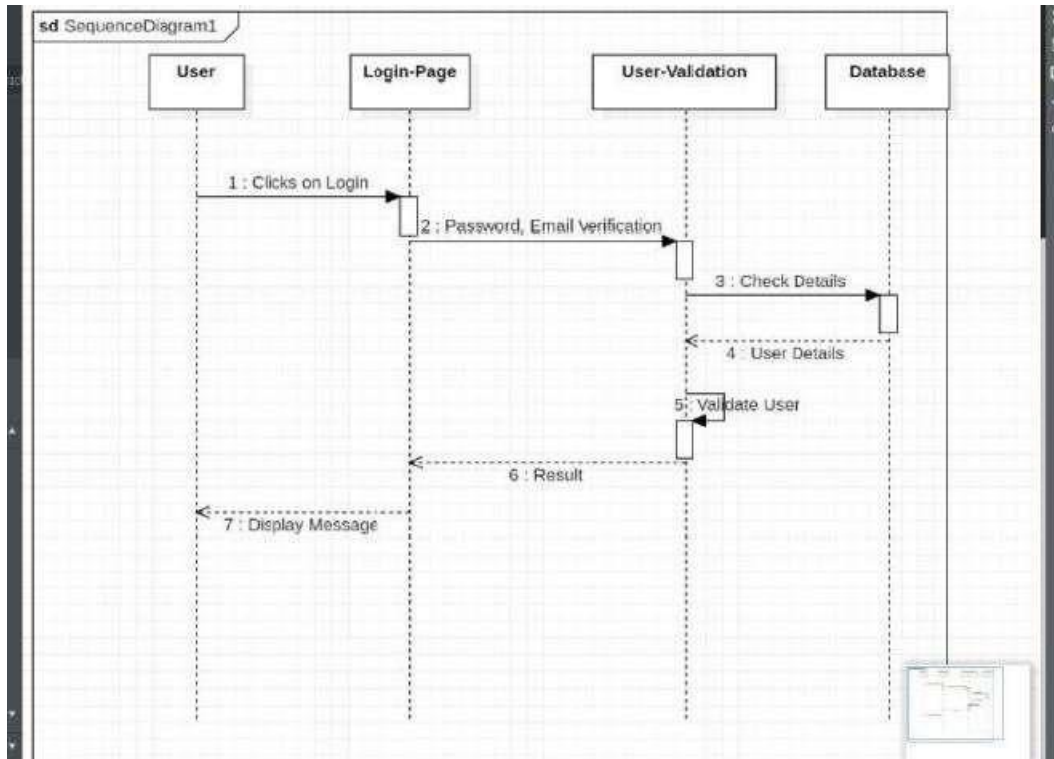 sd SequenceDiagram1
User
Login-Page
User-Validation
Database
1 : Clicks on Login
2 : Password, Email Verification
3 : Check Details
4 : User Details
5 : Validate User
6 : Result
7 : Display Message